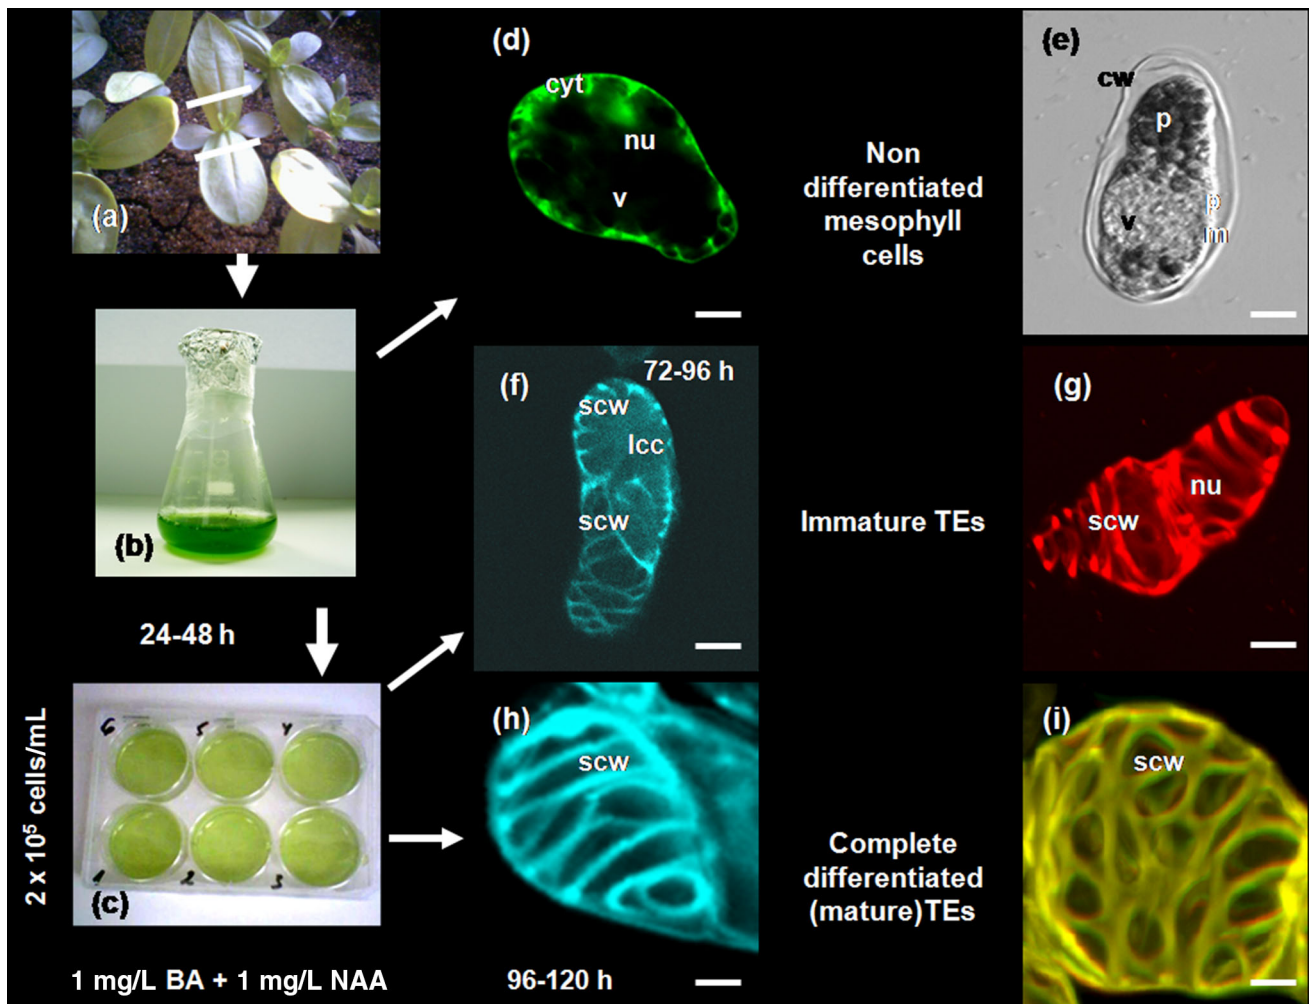 (a)
(b)
24-48 h
2 x 10⁵ cells/mL
6 5 4
1 2 3
(c)
1 mg/L BA + 1 mg/L NAA
(d)
cyt
nu
v
Non
differentiated
mesophyll
cells
(e)
cw
p
v
p
m
(f)
72-96 h
scw
lcc
scw
Immature TEs
(g)
nu
scw
(h)
scw
96-120 h
Complete
differentiated
(mature)TEs
(i)
scw